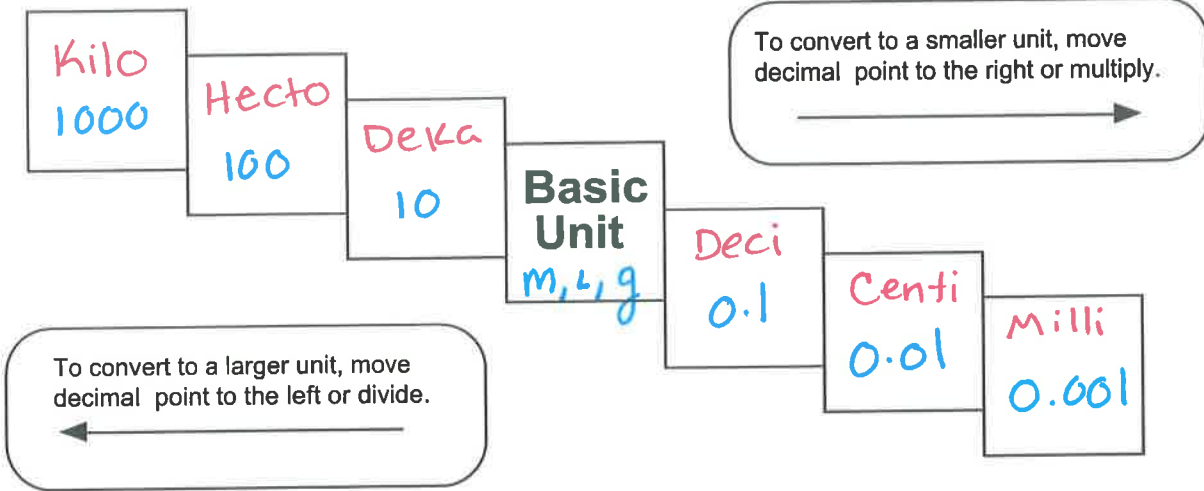 Kilo
1000
Hecto
100
Deka
10
Basic
Unit
m, L, g
Deci
0.1
Centi
0.01
Milli
0.001
To convert to a smaller unit, move
decimal point to the right or multiply.
To convert to a larger unit, move
decimal point to the left or divide.